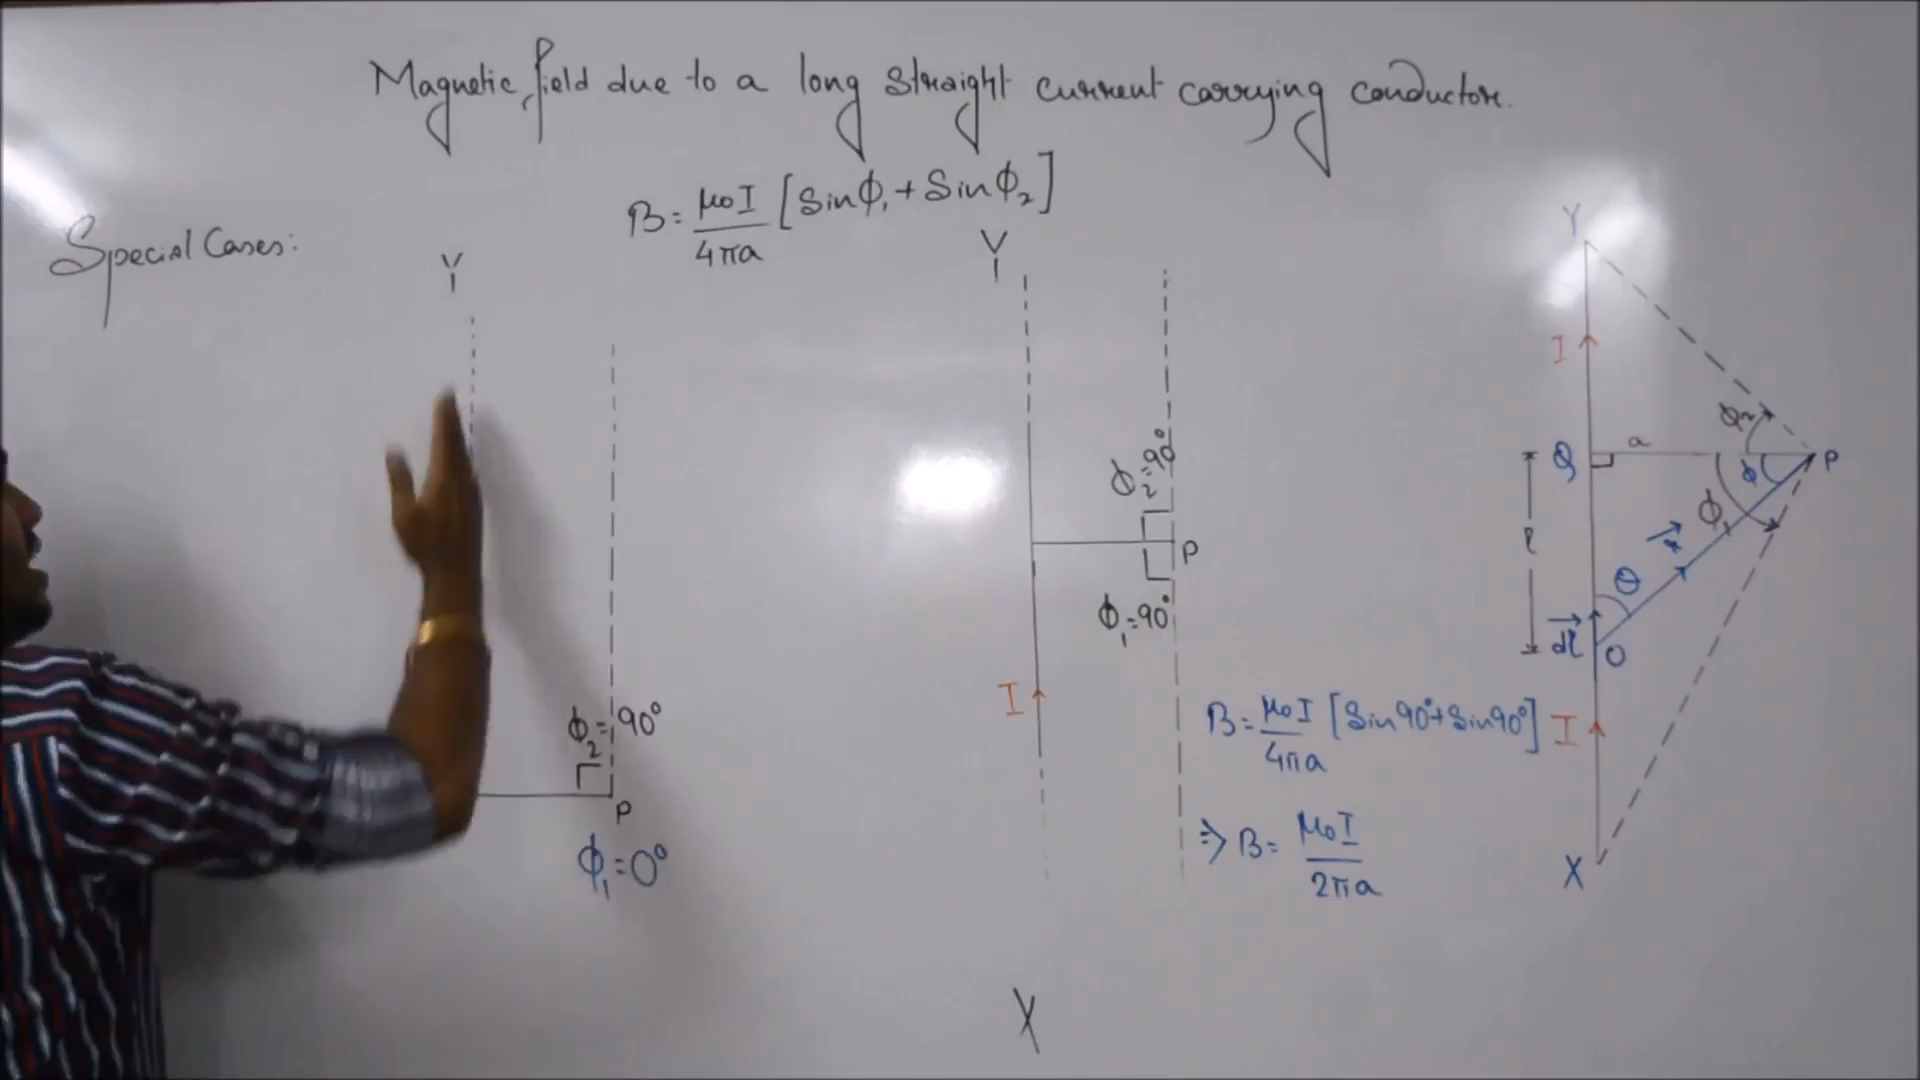 Magnetic field due to a long straight current carrying conductor.
B = μ₀I/4πa [Sinϕ₁ + Sinϕ₂]
Special Cases:
Y
ϕ₂ = 90°
P
ϕ₁ = 0°
Y
ϕ₂ = 90°
P
ϕ₁ = 90°
I
X
B = μ₀I/4πa [Sin90° + Sin90°]
⇒ B = μ₀I/2πa
Y
I
Q
a
P
ϕ₂
ϕ
ϕ₁
l
θ
dl→
O
I
X